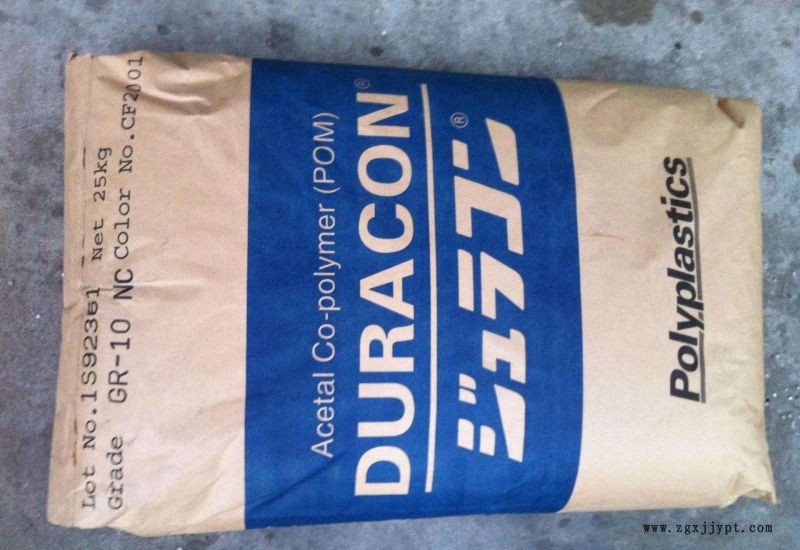 Lot No.1S92351 Net 25kg
Grade GR-10 NC Color No.CF2001
Acetal Co-polymer (POM)
DURACON®
ジュラコン®
Polyplastics
www.zgxjjypt.com